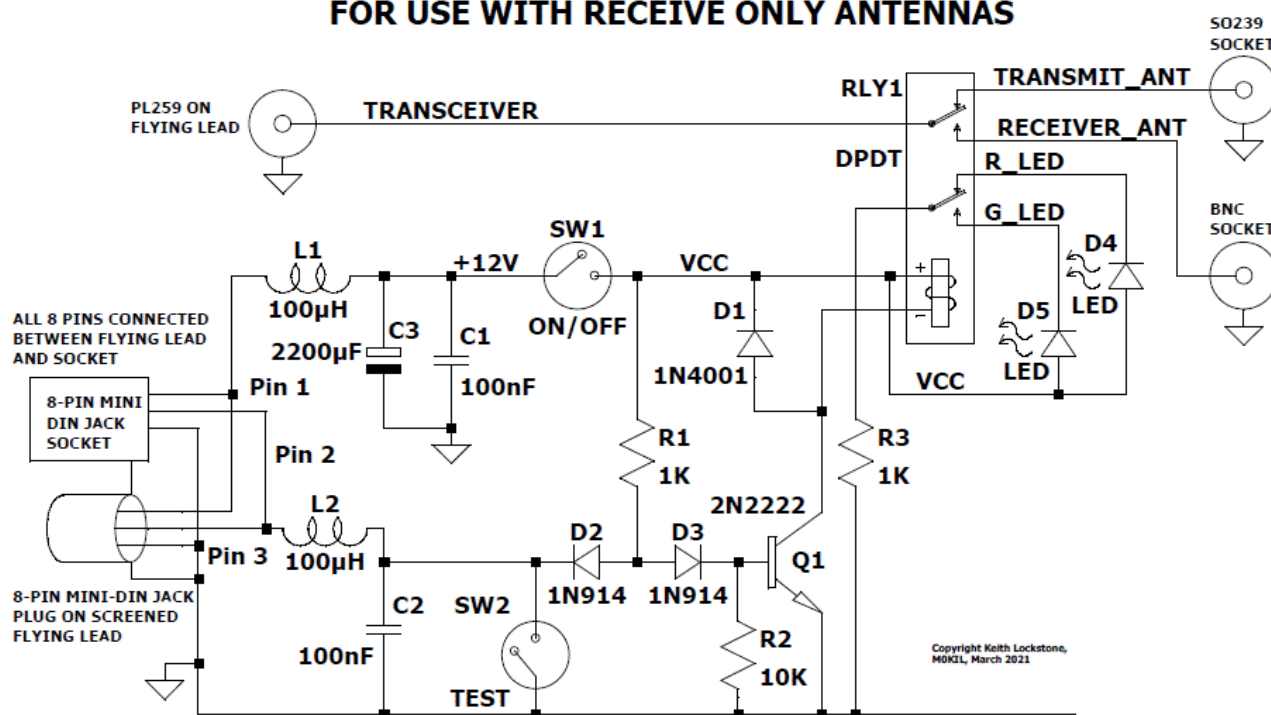 FOR USE WITH RECEIVE ONLY ANTENNAS
SO239
SOCKET
TRANSMIT_ANT
RLY1
PL259 ON
FLYING LEAD
TRANSCEIVER
RECEIVER_ANT
DPDT
R_LED
G_LED
BNC
SOCKET
SW1
L1
D4
+12V
VCC
+
-
100µH
ON/OFF
D1
D5
LED
ALL 8 PINS CONNECTED
BETWEEN FLYING LEAD
AND SOCKET
C3
C1
2200µF
1N4001
LED
VCC
100nF
Pin 1
8-PIN MINI
DIN JACK
SOCKET
R1
R3
Pin 2
1K
1K
L2
2N2222
D2
D3
Pin 3
100µH
Q1
8-PIN MINI-DIN JACK
PLUG ON SCREENED
FLYING LEAD
1N914
1N914
C2
SW2
R2
100nF
10K
TEST
Copyright Keith Lockstone,
M0KIL, March 2021